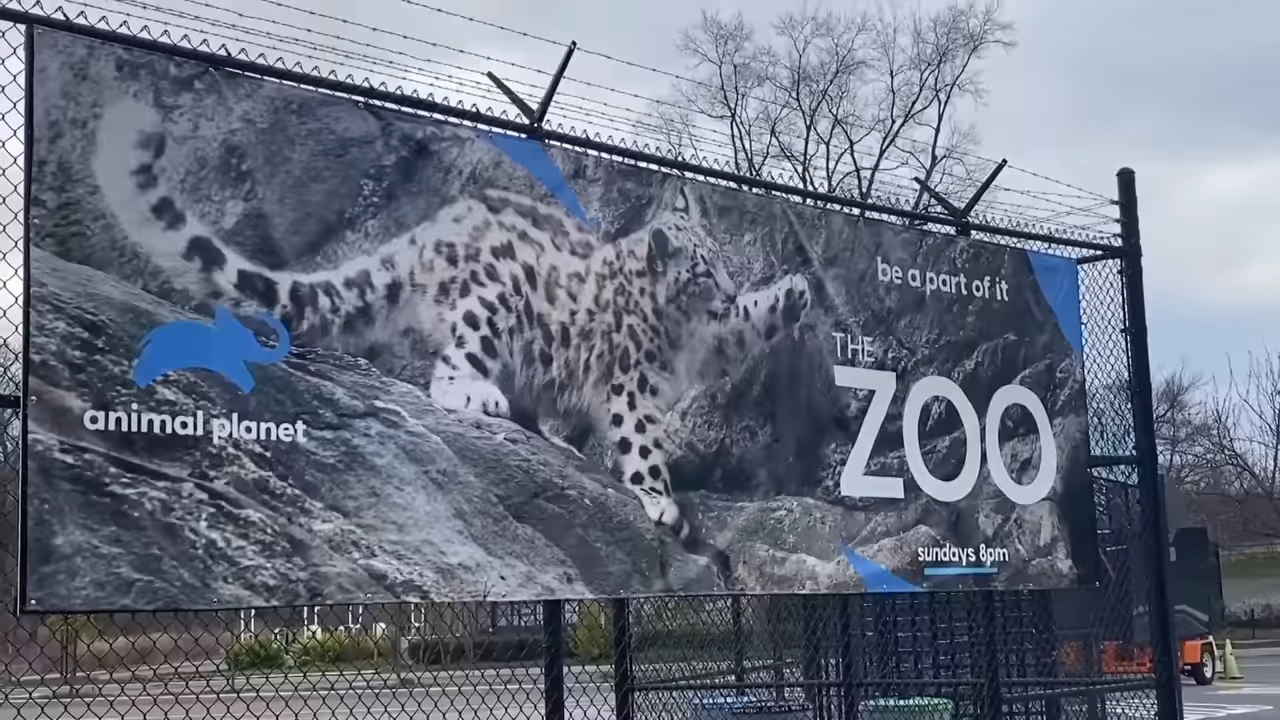 be a part of it
THE
ZOO
animal planet
sundays 8pm